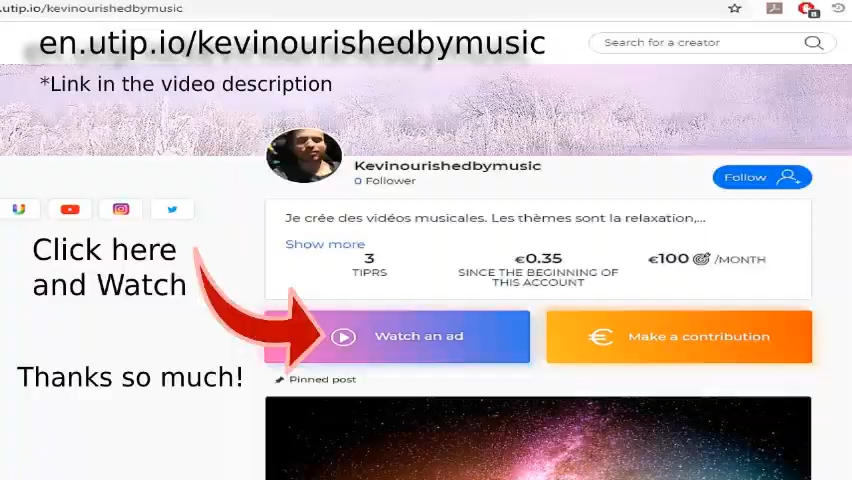 .utip.io/kevinourishedbymusic
en.utip.io/kevinourishedbymusic
Search for a creator
*Link in the video description
Kevinourishedbymusic
0 Follower
Follow
Je crée des vidéos musicales. Les thèmes sont la relaxation,...
Show more
Click here
and Watch
3
TIPRS
€0.35
SINCE THE BEGINNING OF
THIS ACCOUNT
€100 /MONTH
Watch an ad
Make a contribution
Thanks so much!
Pinned post